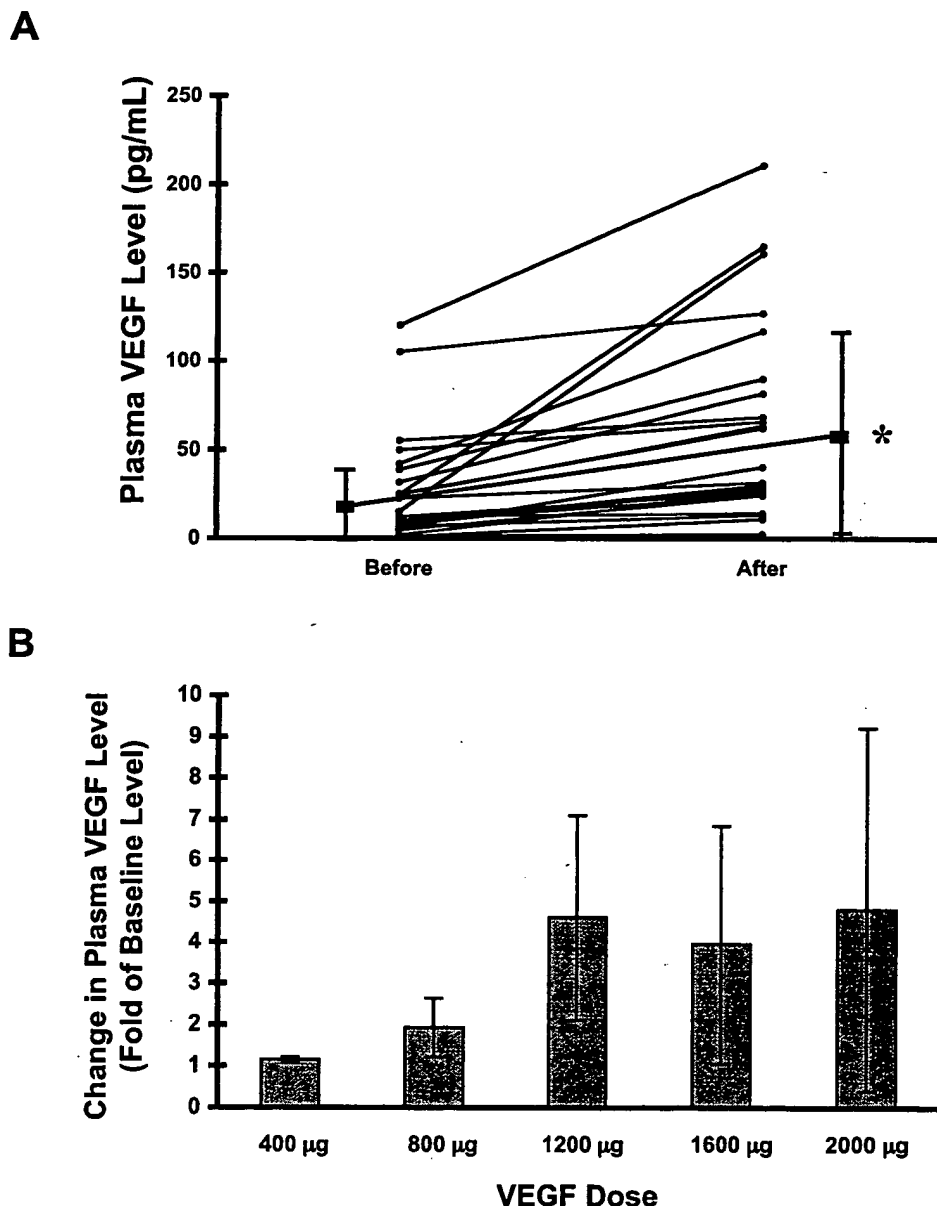 A
Plasma VEGF Level (pg/mL)
250
200
150
100
50
0
*
Before
After
B
Change in Plasma VEGF Level
(Fold of Baseline Level)
10
9
8
7
6
5
4
3
2
1
0
400 µg
800 µg
1200 µg
1600 µg
2000 µg
VEGF Dose